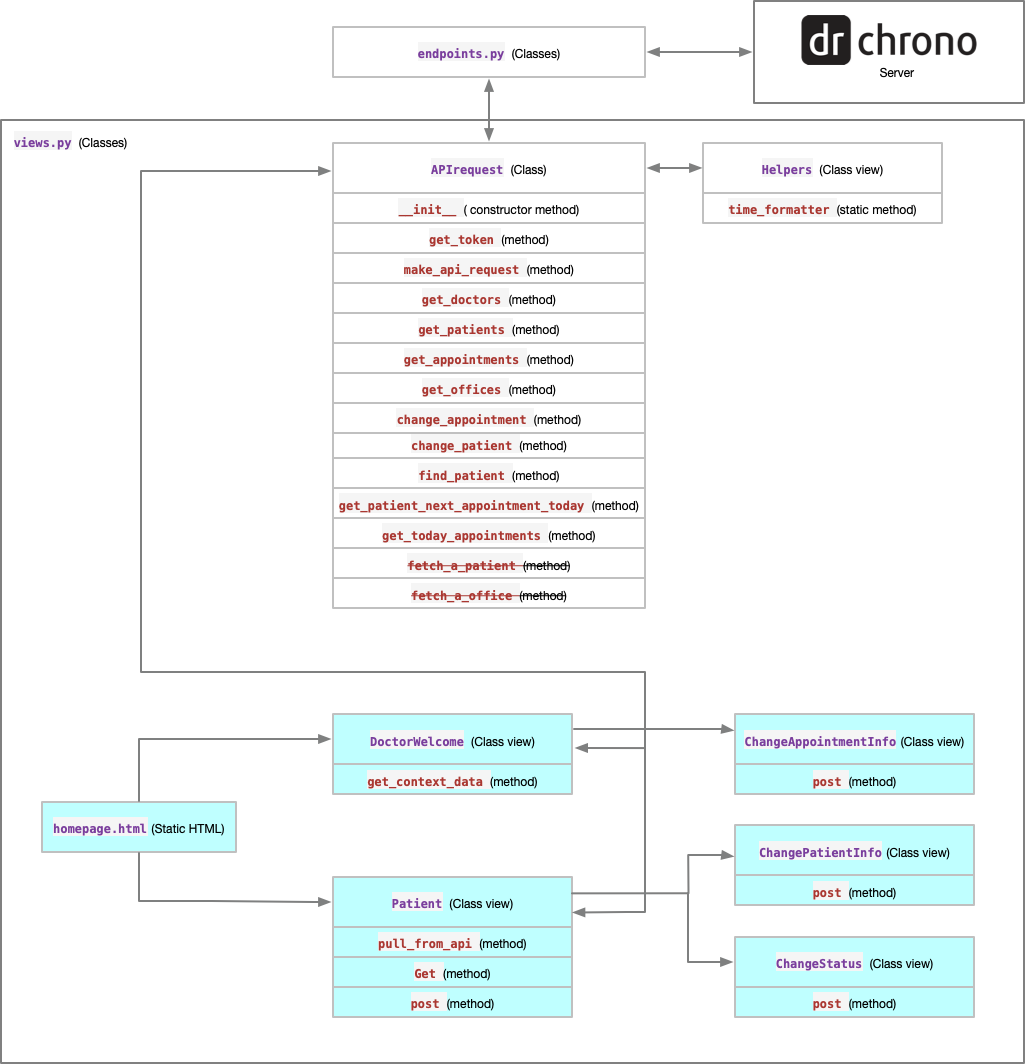 endpoints.py (Classes)
dr chrono
Server
views.py (Classes)
APIrequest (Class)
__init__ ( constructor method)
get_token (method)
make_api_request (method)
get_doctors (method)
get_patients (method)
get_appointments (method)
get_offices (method)
change_appointment (method)
change_patient (method)
find_patient (method)
get_patient_next_appointment_today (method)
get_today_appointments (method)
fetch_a_patient (method)
fetch_a_office (method)
Helpers (Class view)
time_formatter (static method)
homepage.html (Static HTML)
DoctorWelcome (Class view)
get_context_data (method)
Patient (Class view)
pull_from_api (method)
Get (method)
post (method)
ChangeAppointmentInfo (Class view)
post (method)
ChangePatientInfo (Class view)
post (method)
ChangeStatus (Class view)
post (method)